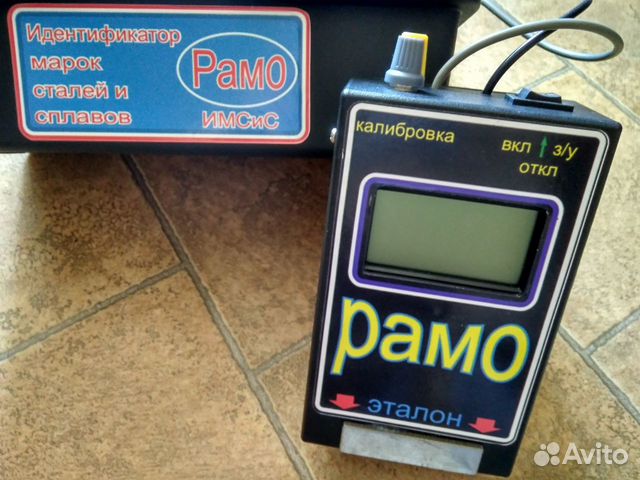 Идентификатор
марок
сталей и
сплавов
РамО
ИМСиС
калибровка
вкл ↑ з/у
откл
рамо
эталон
Avito